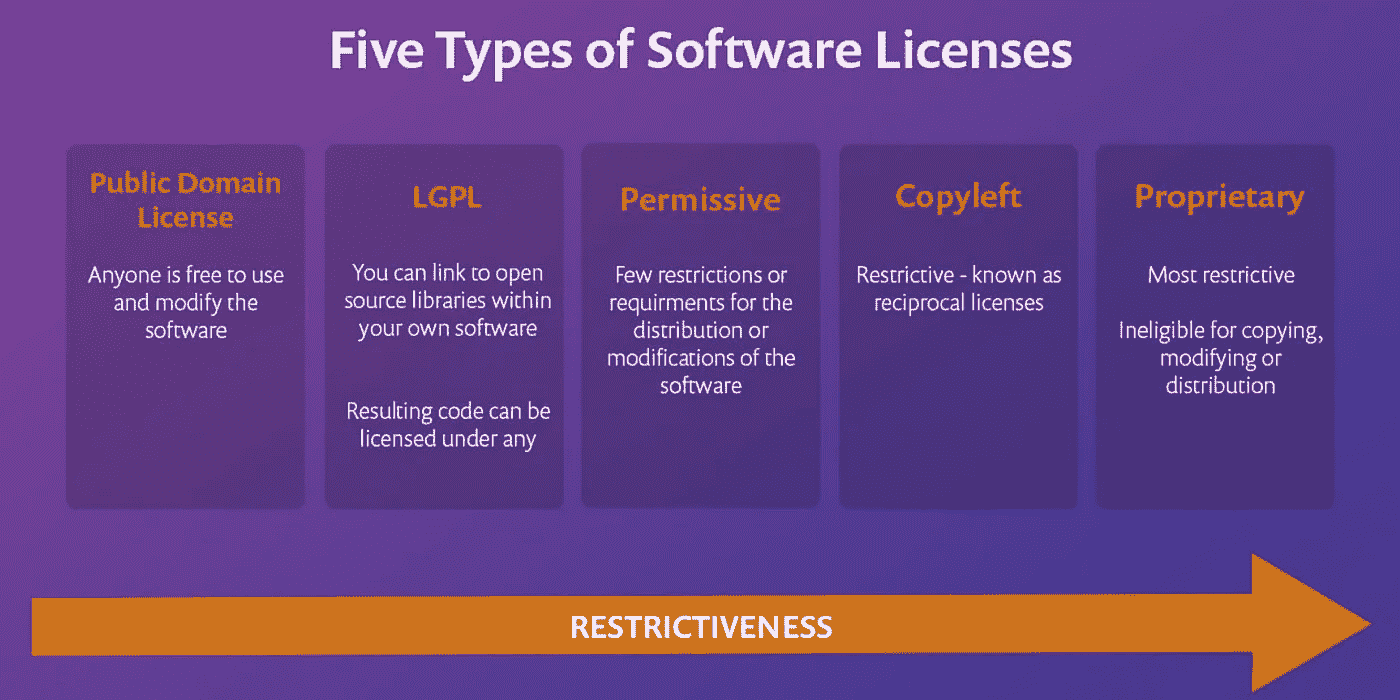 Five Types of Software Licenses
Public Domain
License
Anyone is free to use
and modify the
software
LGPL
You can link to open
source libraries within
your own software
Resulting code can be
licensed under any
Permissive
Few restrictions or
requirments for the
distribution or
modifications of the
software
Copyleft
Restrictive - known as
reciprocal licenses
Proprietary
Most restrictive
Ineligible for copying,
modifying or
distribution
RESTRICTIVENESS